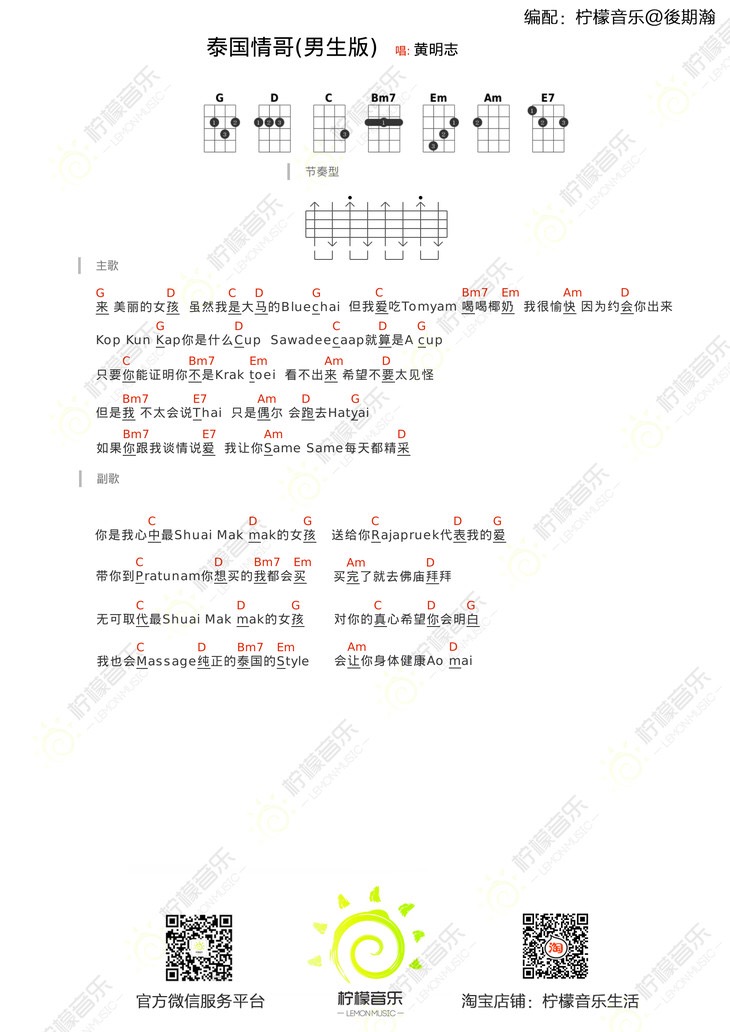 编配：柠檬音乐@後期瀚
泰国情哥(男生版) 唱: 黄明志
G D C Bm7 Em Am E7
节奏型
主歌
G D C D G C Bm7 Em Am D
来 美丽的女孩 虽然我是大马的Bluechai 但我爱吃Tomyam 喝喝椰奶 我很愉快 因为约会你出来
G D C D G
Kop Kun Kap你是什么Cup Sawadeecaap就算是A cup
C Bm7 Em Am D
只要你能证明你不是Krak toei 看不出来 希望不要太见怪
Bm7 E7 Am D G
但是我 不太会说Thai 只是偶尔 会跑去Hatyai
Bm7 E7 Am D
如果你跟我谈情说爱 我让你Same Same每天都精采
副歌
C D G C D G
你是我心中最Shuai Mak mak的女孩 送给你Rajapruek代表我的爱
C D Bm7 Em Am D
带你到Pratunam你想买的我都会买 买完了就去佛庙拜拜
C D G C D G
无可取代最Shuai Mak mak的女孩 对你的真心希望你会明白
C D Bm7 Em Am D
我也会Massage纯正的泰国的Style 会让你身体健康Ao mai
淘
柠檬音乐
LEMON MUSIC
官方微信服务平台
淘宝店铺：柠檬音乐生活